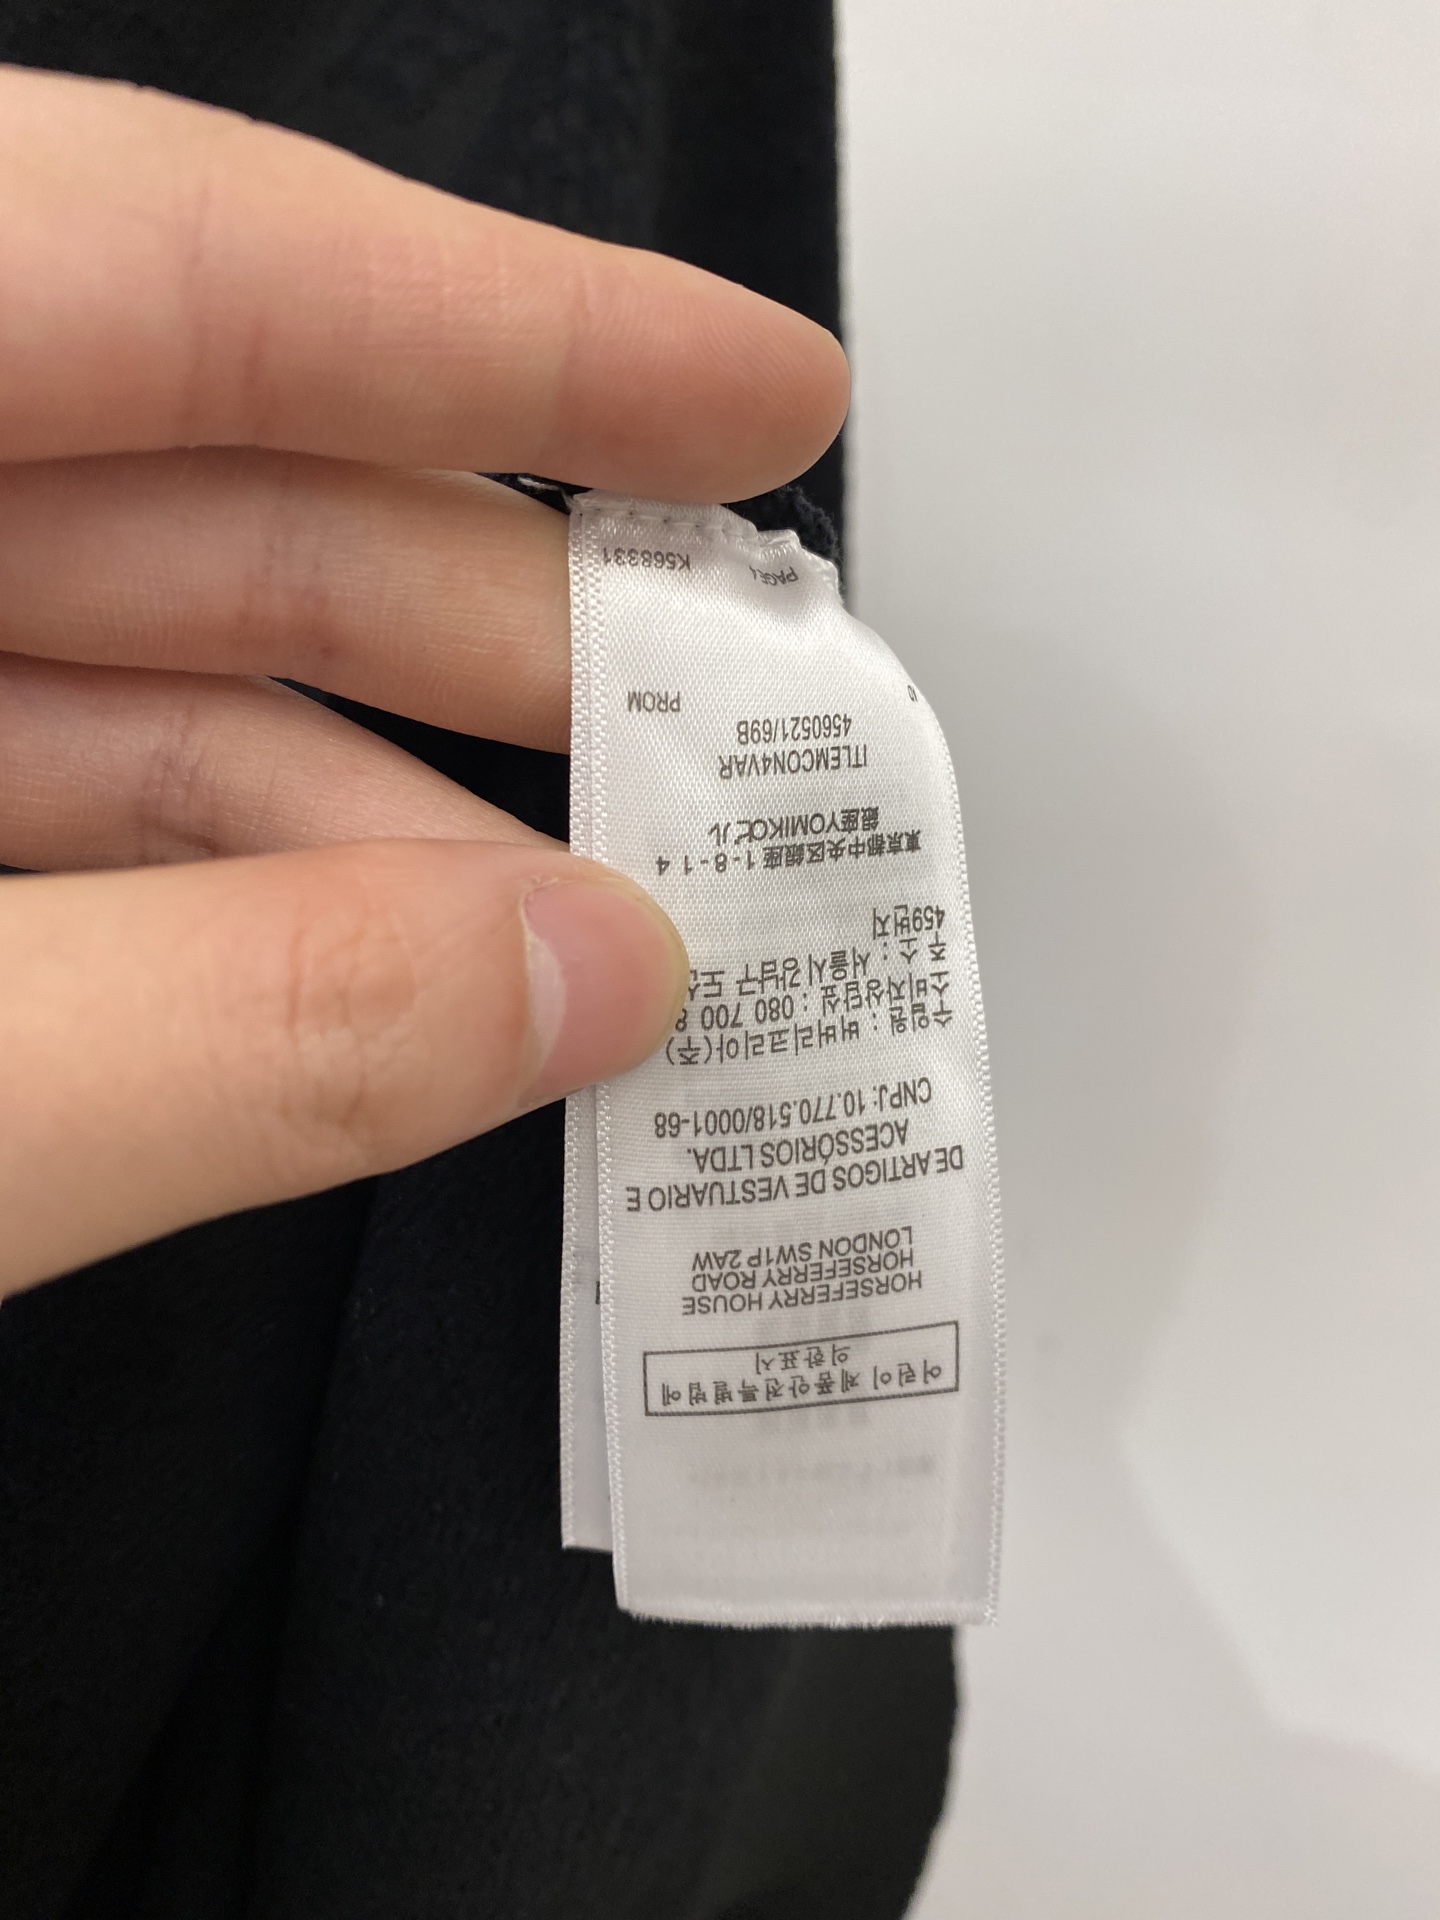 어린이제품안전특별법에
의한표시
HORSEFERRY HOUSE
HORSEFERRY ROAD
LONDON SW1P 2AW
DE ARTIGOS DE VESTUARIO E
ACESSÓRIOS LTDA.
CNPJ: 10.770.518/0001-68
수입원 : 버버리코리아(주)
소비자상담실 : 080 700 8
주 소 : 서울시 강남구
459번지
東京都中央区銀座1-8-14
銀座YOMIKOビル
ITLEMCON4VAR
4560521/69B
PROM
PAGE4
K568331